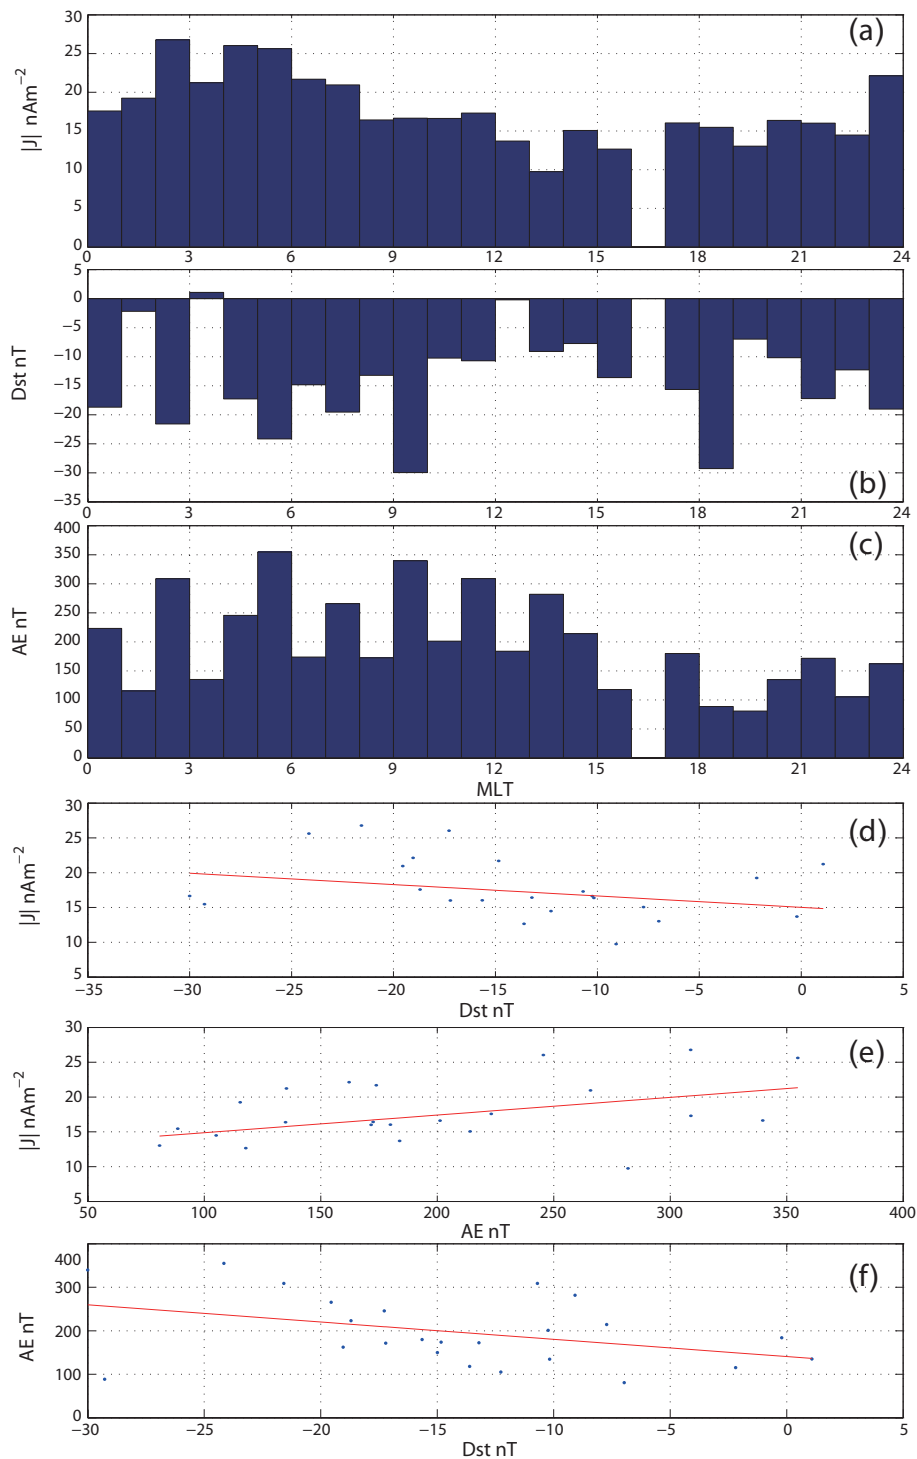 30
25
20
15
10
5
0
|J| nAm−2
(a)
0 3 6 9 12 15 18 21 24
5
0
−5
−10
−15
−20
−25
−30
−35
Dst nT
(b)
0 3 6 9 12 15 18 21 24
400
350
300
250
200
150
100
50
0
AE nT
(c)
0 3 6 9 12 15 18 21 24
MLT
30
25
20
15
10
5
|J| nAm−2
(d)
−35 −30 −25 −20 −15 −10 −5 0 5
Dst nT
30
25
20
15
10
5
|J| nAm−2
(e)
50 100 150 200 250 300 350 400
AE nT
400
300
200
100
0
AE nT
(f)
−30 −25 −20 −15 −10 −5 0 5
Dst nT